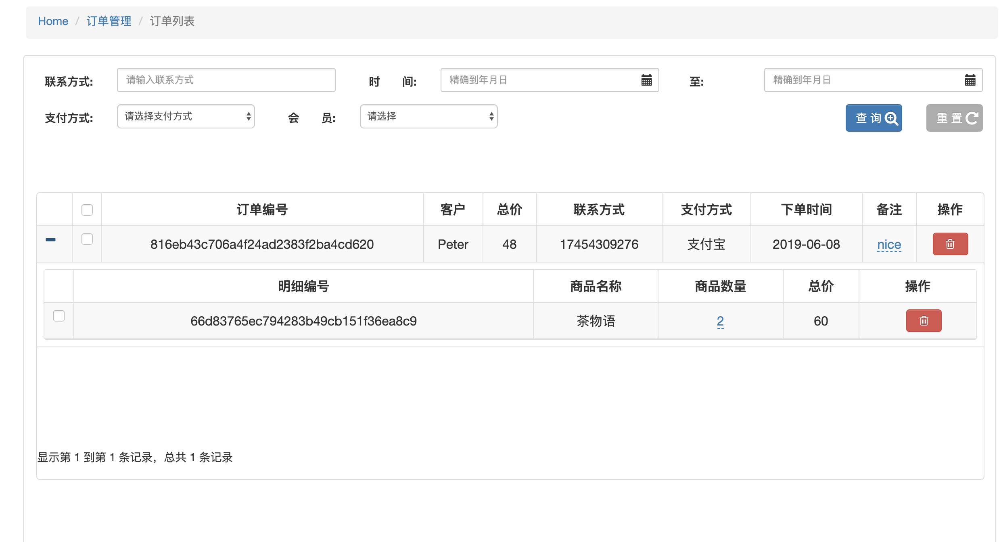 Home / 订单管理 / 订单列表
联系方式: 请输入联系方式 时 间: 精确到年月日 至: 精确到年月日
支付方式: 请选择支付方式 会 员: 请选择 查 询 重 置
订单编号 客户 总价 联系方式 支付方式 下单时间 备注 操作
816eb43c706a4f24ad2383f2ba4cd620 Peter 48 17454309276 支付宝 2019-06-08 nice
明细编号 商品名称 商品数量 总价 操作
66d83765ec794283b49cb151f36ea8c9 茶物语 2 60
显示第 1 到第 1 条记录，总共 1 条记录